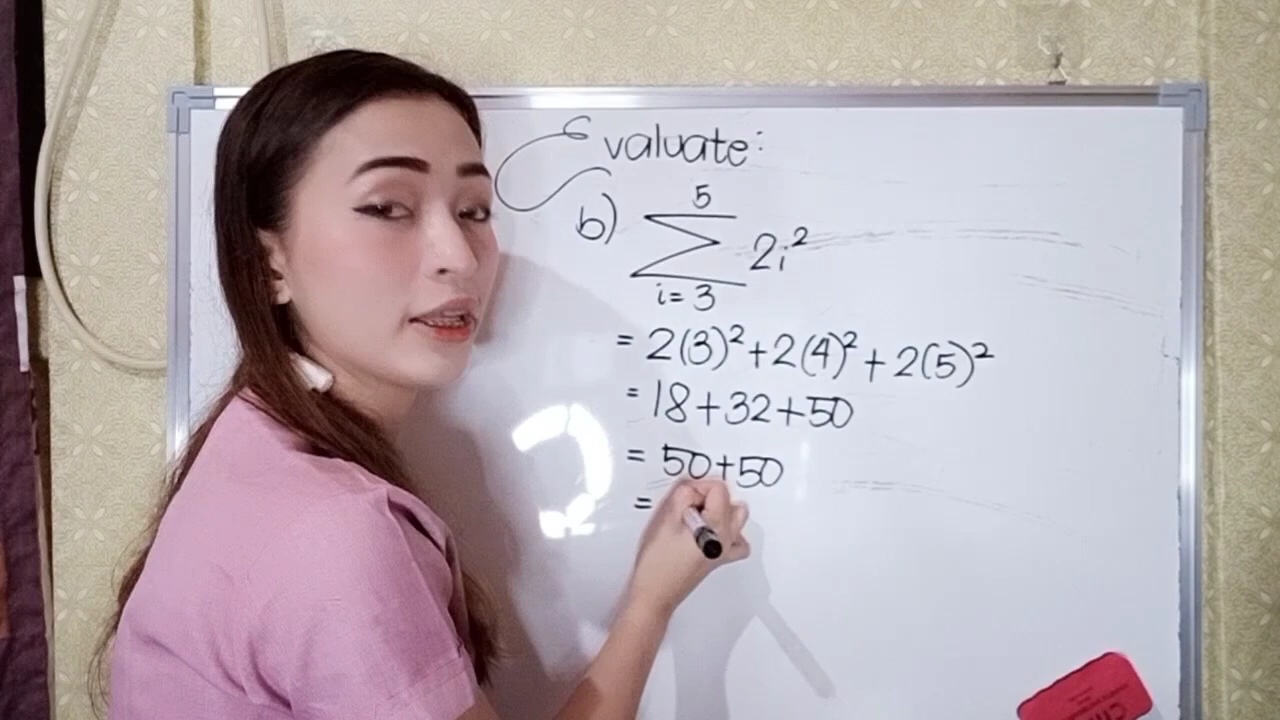 Evaluate:
b) 5
∑ 2i²
i = 3
= 2(3)² + 2(4)² + 2(5)²
= 18 + 32 + 50
= 50 + 50
=